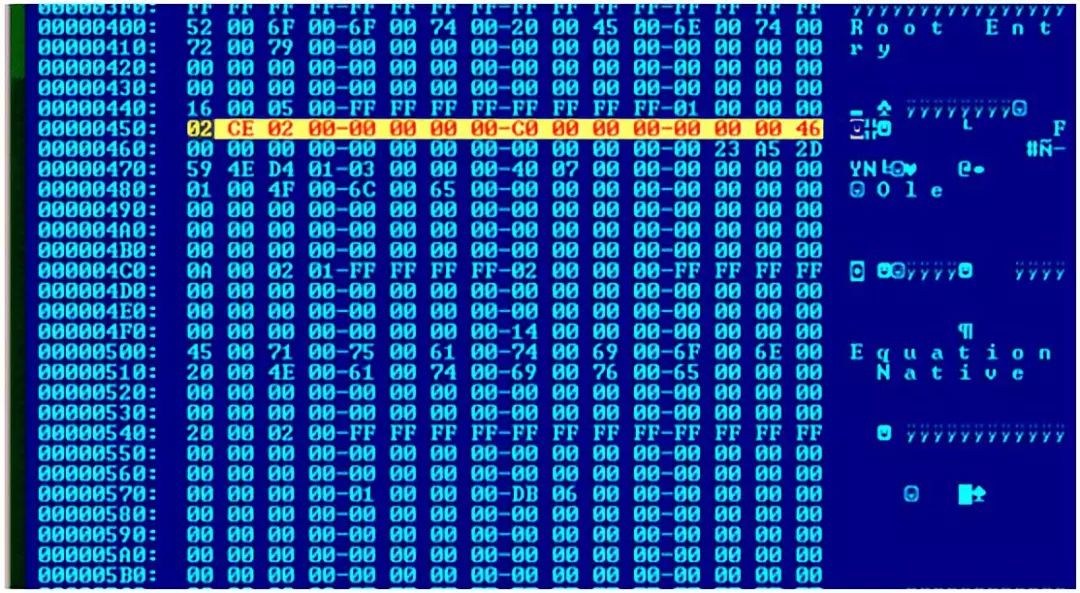 000003F0: FF FF FF FF-FF FF FF FF-FF FF FF FF-FF FF FF FF ÿÿÿÿÿÿÿÿÿÿÿÿÿÿÿÿ
00000400: 52 00 6F 00-6F 00 74 00-20 00 45 00-6E 00 74 00 R o o t   E n t
00000410: 72 00 79 00-00 00 00 00-00 00 00 00-00 00 00 00 r y
00000420: 00 00 00 00-00 00 00 00-00 00 00 00-00 00 00 00
00000430: 00 00 00 00-00 00 00 00-00 00 00 00-00 00 00 00
00000440: 16 00 05 00-FF FF FF FF-FF FF FF FF-01 00 00 00 ÿÿÿÿÿÿÿÿ
00000450: 02 CE 02 00-00 00 00 00-C0 00 00 00-00 00 00 46 F
00000460: 00 00 00 00-00 00 00 00-00 00 00 00-00 23 A5 2D #Ñ-
00000470: 59 4E D4 01-03 00 00 00-40 07 00 00-00 00 00 00 YN @
00000480: 01 00 4F 00-6C 00 65 00-00 00 00 00-00 00 00 00 O l e
00000490: 00 00 00 00-00 00 00 00-00 00 00 00-00 00 00 00
000004A0: 00 00 00 00-00 00 00 00-00 00 00 00-00 00 00 00
000004B0: 00 00 00 00-00 00 00 00-00 00 00 00-00 00 00 00
000004C0: 0A 00 02 01-FF FF FF FF-02 00 00 00-FF FF FF FF ÿÿÿÿ ÿÿÿÿ
000004D0: 00 00 00 00-00 00 00 00-00 00 00 00-00 00 00 00
000004E0: 00 00 00 00-00 00 00 00-00 00 00 00-00 00 00 00
000004F0: 00 00 00 00-00 00 00 00-14 00 00 00-00 00 00 00 ¶
00000500: 45 00 71 00-75 00 61 00-74 00 69 00-6F 00 6E 00 E q u a t i o n
00000510: 20 00 4E 00-61 00 74 00-69 00 76 00-65 00 00 00 N a t i v e
00000520: 00 00 00 00-00 00 00 00-00 00 00 00-00 00 00 00
00000530: 00 00 00 00-00 00 00 00-00 00 00 00-00 00 00 00
00000540: 20 00 02 00-FF FF FF FF-FF FF FF FF-FF FF FF FF ÿÿÿÿÿÿÿÿÿÿÿÿ
00000550: 00 00 00 00-00 00 00 00-00 00 00 00-00 00 00 00
00000560: 00 00 00 00-00 00 00 00-00 00 00 00-00 00 00 00
00000570: 00 00 00 00-01 00 00 00-DB 06 00 00-00 00 00 00
00000580: 00 00 00 00-00 00 00 00-00 00 00 00-00 00 00 00
00000590: 00 00 00 00-00 00 00 00-00 00 00 00-00 00 00 00
000005A0: 00 00 00 00-00 00 00 00-00 00 00 00-00 00 00 00
000005B0: 00 00 00 00-00 00 00 00-00 00 00 00-00 00 00 00